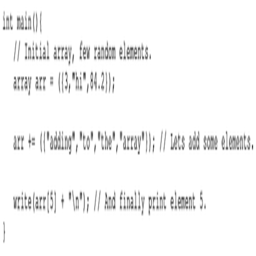 int main(){
// Initial array, few random elements.
array arr = ({3,"hi",84.2});
arr += ({"adding","to","the","array"}); // Lets add some elements.
write(arr[5] + "\n"); // And finally print element 5.
}